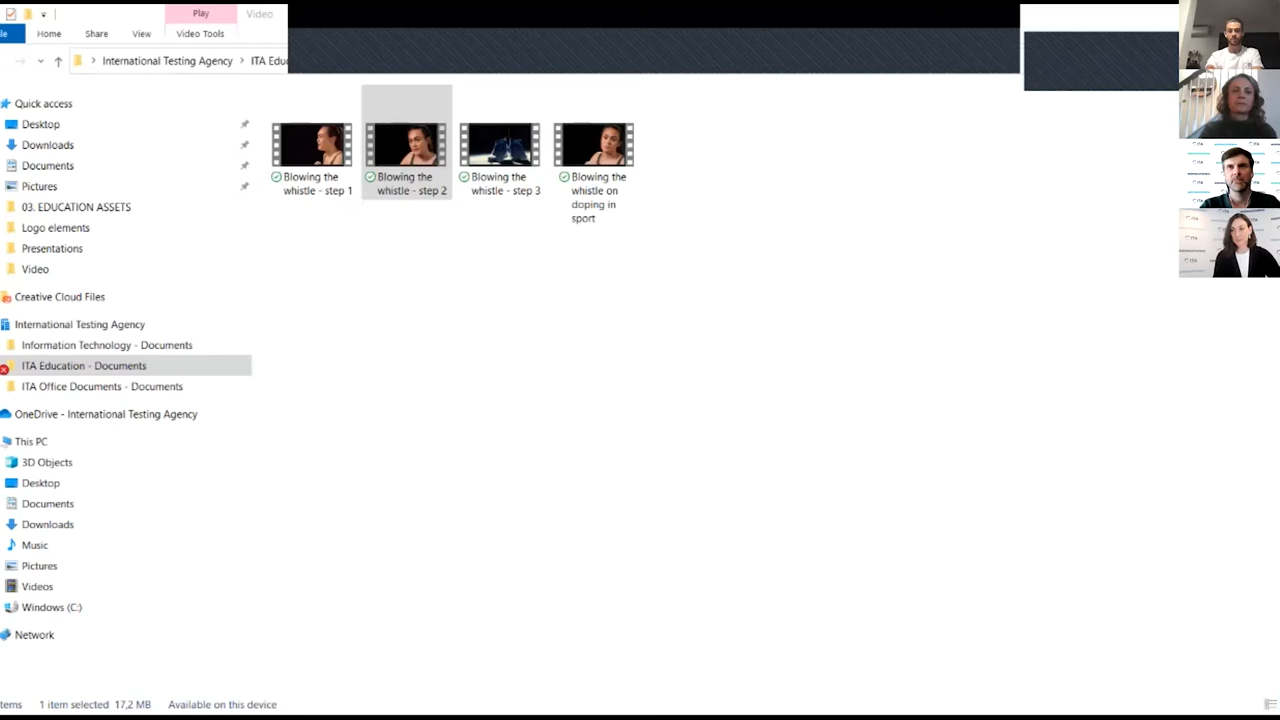 Play
Video
le
Home
Share
View
Video Tools
International Testing Agency
ITA Educ
Quick access
Desktop
Downloads
Documents
Pictures
03. EDUCATION ASSETS
Logo elements
Presentations
Video
Creative Cloud Files
International Testing Agency
Information Technology - Documents
ITA Education - Documents
ITA Office Documents - Documents
OneDrive - International Testing Agency
This PC
3D Objects
Desktop
Documents
Downloads
Music
Pictures
Videos
Windows (C:)
Network
Blowing the
whistle - step 1
Blowing the
whistle - step 2
Blowing the
whistle - step 3
Blowing the
whistle on
doping in
sport
tems
1 item selected 17,2 MB
Available on this device